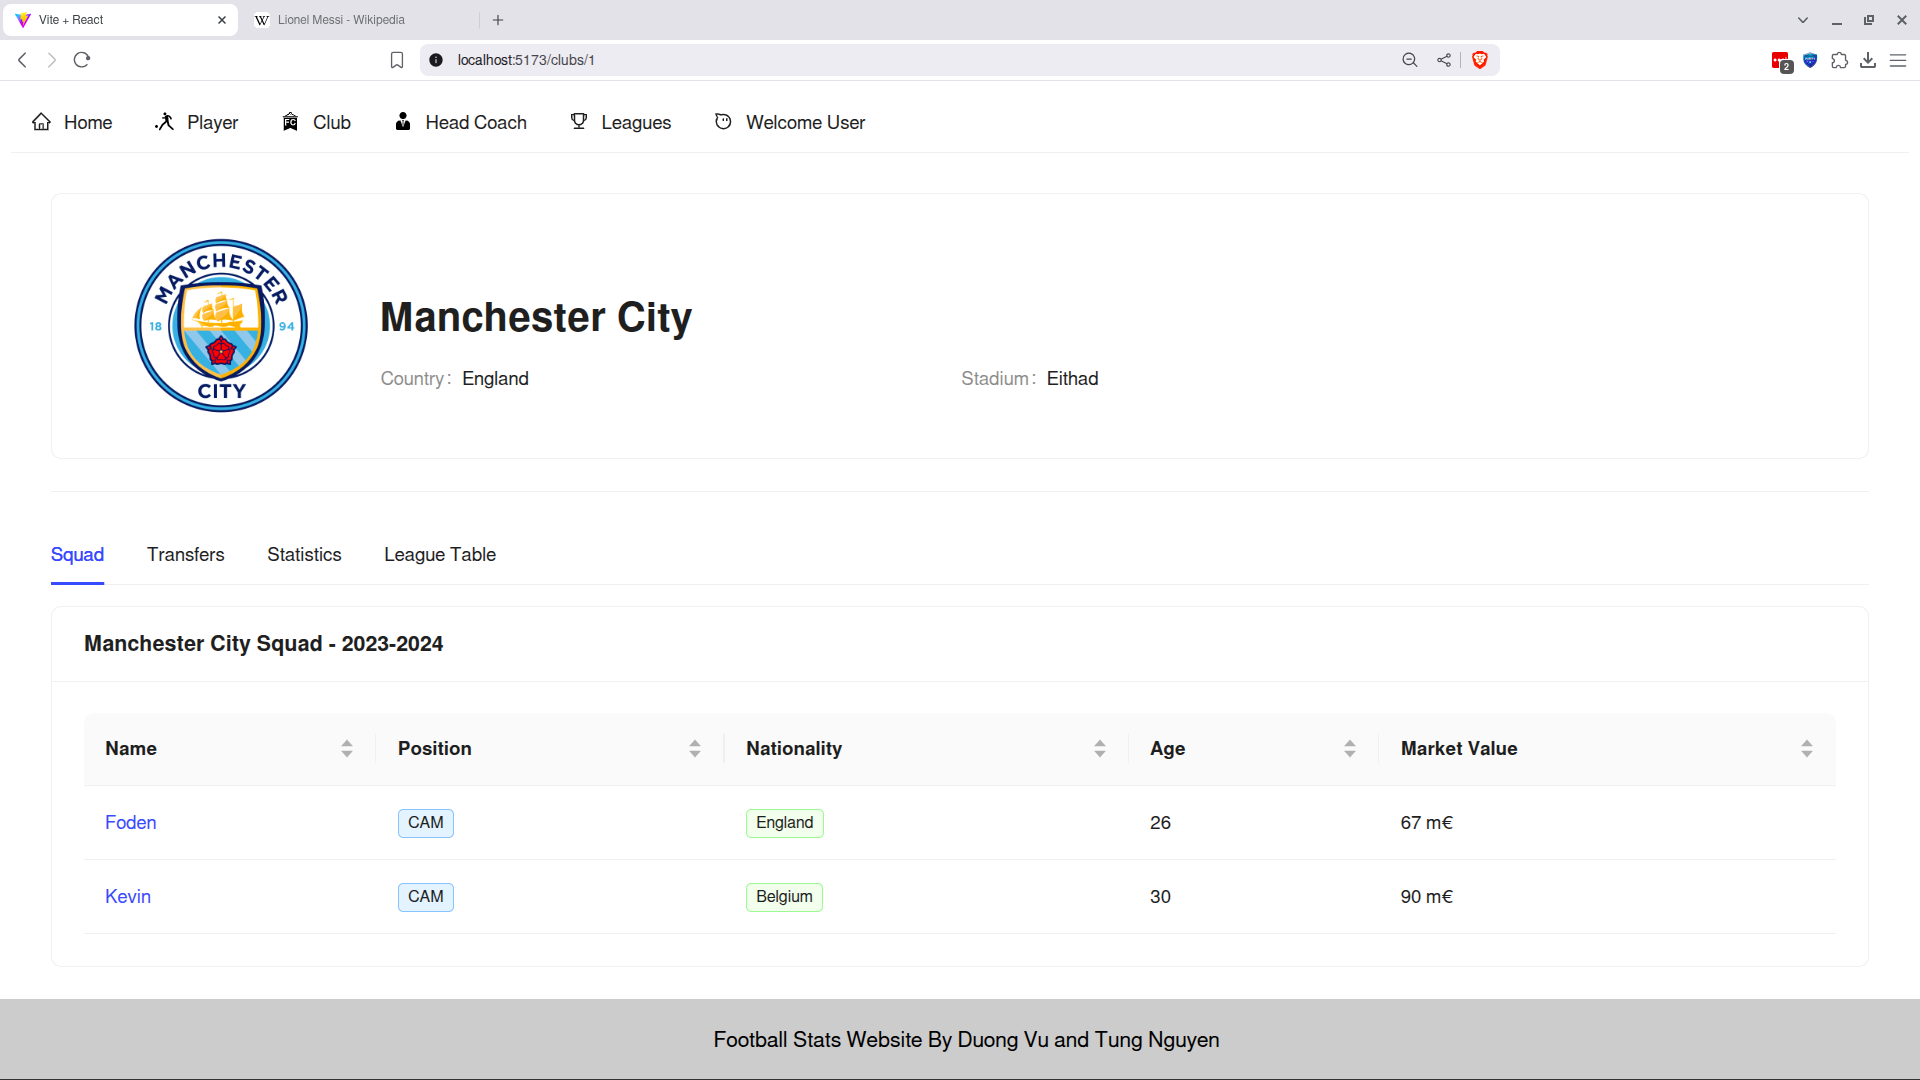 Vite + React
Lionel Messi - Wikipedia
localhost:5173/clubs/1
2
Home
Player
Club
Head Coach
Leagues
Welcome User
MANCHESTER
18 94
CITY
Manchester City
Country: England
Stadium: Eithad
Squad
Transfers
Statistics
League Table
Manchester City Squad - 2023-2024
Name Position Nationality Age Market Value
Foden CAM England 26 67 m€
Kevin CAM Belgium 30 90 m€
Football Stats Website By Duong Vu and Tung Nguyen